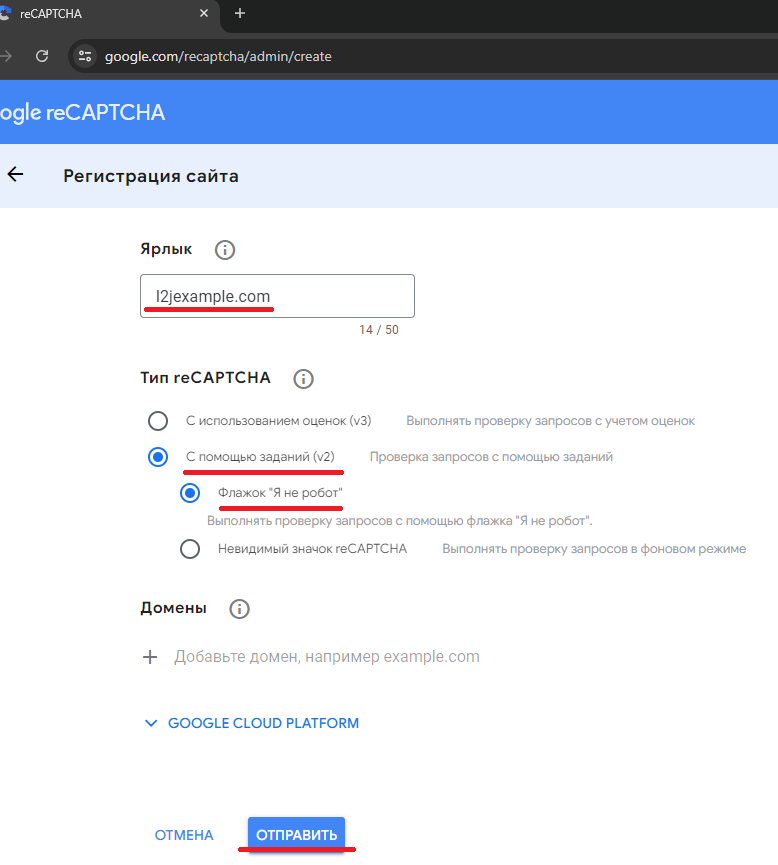 reCAPTCHA
google.com/recaptcha/admin/create
ogle reCAPTCHA
Регистрация сайта
Ярлык
l2jexample.com
14 / 50
Тип reCAPTCHA
С использованием оценок (v3) Выполнять проверку запросов с учетом оценок
С помощью заданий (v2) Проверка запросов с помощью заданий
Флажок "Я не робот"
Выполнять проверку запросов с помощью флажка "Я не робот".
Невидимый значок reCAPTCHA Выполнять проверку запросов в фоновом режиме
Домены
Добавьте домен, например example.com
GOOGLE CLOUD PLATFORM
ОТМЕНА ОТПРАВИТЬ